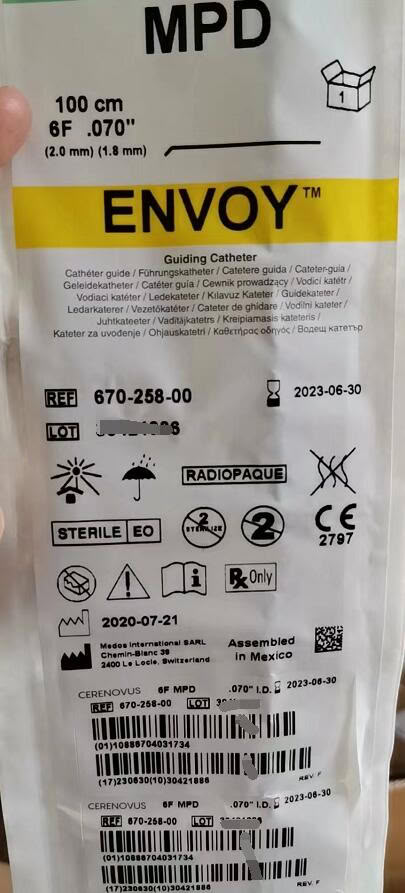 MPD
100 cm
6F .070"
(2.0 mm) (1.8 mm)
1
ENVOY™
Guiding Catheter
Cathéter guide / Führungskatheter / Catetere guida / Cateter-guia /
Geleidekatheter / Catéter guía / Cewnik prowadzący / Vodicí katétr /
Vodiaci katéter / Ledekateter / Kılavuz Kateter / Guidekateter /
Ledarkateter / Vezetőkatéter / Cateter de ghidare / Vodilni kateter /
Juhtkateeter / Vadītājkatetrs / Kreipiamasis kateteris /
Kateter za uvođenje / Ohjauskatetri / Καθετήρας οδηγός / Водещ катетър
REF 670-258-00 2023-06-30
LOT
RADIOPAQUE
STERILE EO 2 STERILIZE 2 CE
2797
i Rx Only
2020-07-21
Medos International SARL
Chemin-Blanc 38
2400 Le Locle, Switzerland
Assembled
in Mexico
CERENOVUS 6F MPD .070" I.D. 2023-06-30
REF 670-258-00 LOT
(01)10886704031734
(17)230630(10)30421886
REV. F
CERENOVUS 6F MPD .070" I.D. 2023-06-30
REF 670-258-00 LOT
(01)10886704031734
(17)230630(10)30421886
REV. F